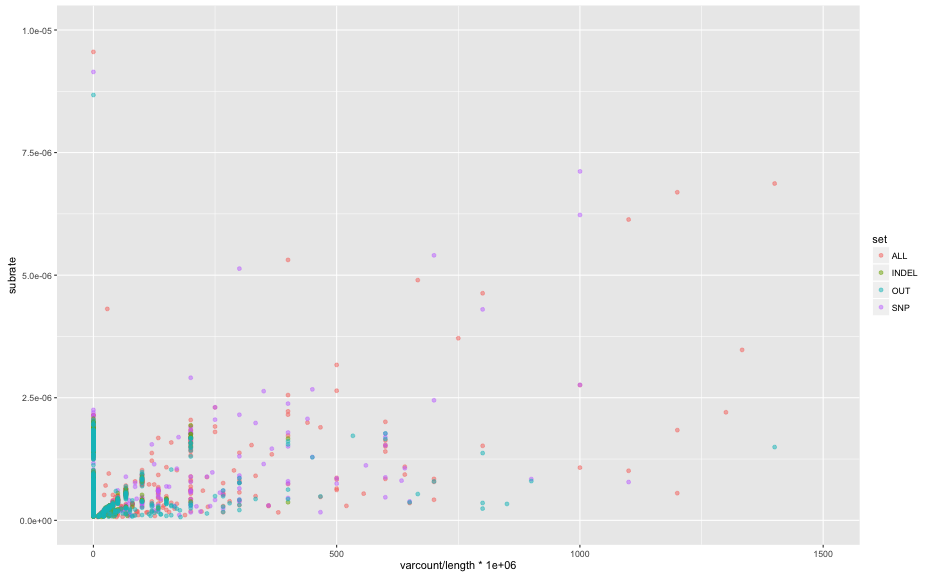 1.0e-05
7.5e-06
5.0e-06
2.5e-06
0.0e+00
subrate
0
500
1000
1500
varcount/length * 1e+06
set
ALL
INDEL
OUT
SNP